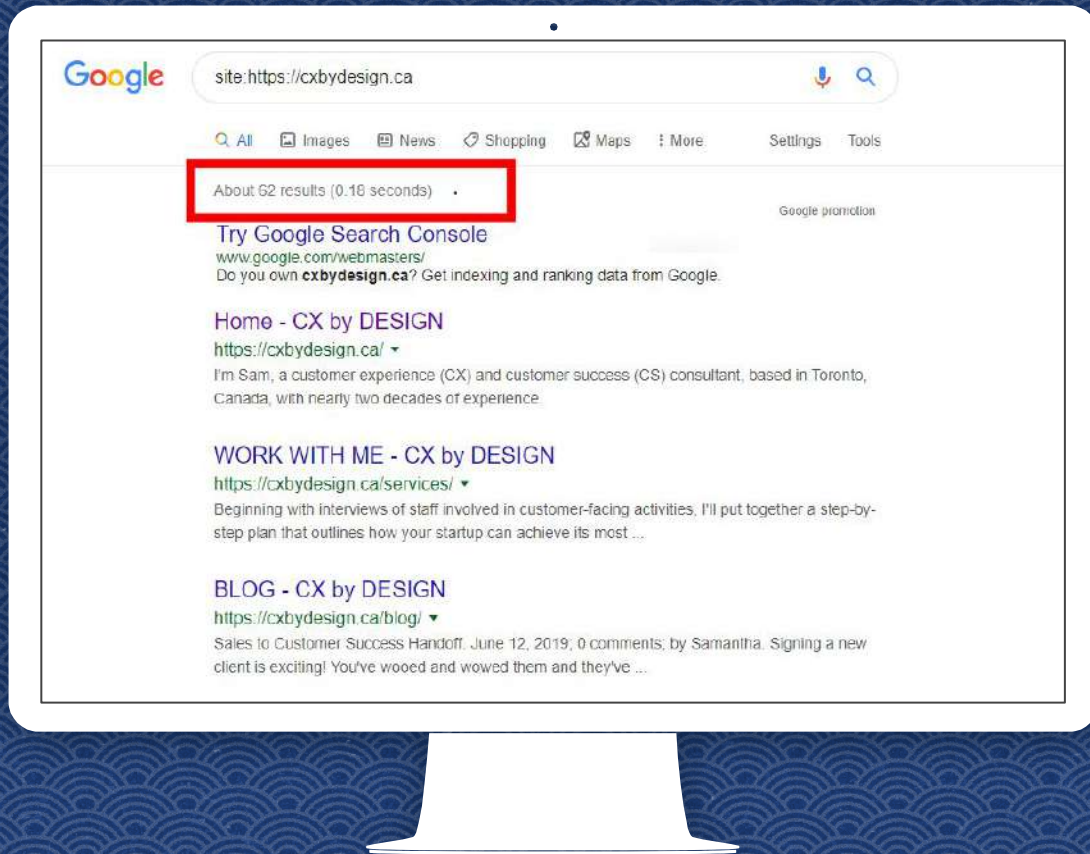 Google
site:https://cxbydesign.ca
All Images News Shopping Maps More Settings Tools
About 62 results (0.18 seconds)
Google promotion
Try Google Search Console
www.google.com/webmasters/
Do you own cxbydesign.ca? Get indexing and ranking data from Google.
Home - CX by DESIGN
https://cxbydesign.ca/
I'm Sam, a customer experience (CX) and customer success (CS) consultant, based in Toronto,
Canada, with nearly two decades of experience
WORK WITH ME - CX by DESIGN
https://cxbydesign.ca/services/
Beginning with interviews of staff involved in customer-facing activities, I'll put together a step-by-
step plan that outlines how your startup can achieve its most ...
BLOG - CX by DESIGN
https://cxbydesign.ca/blog/
Sales to Customer Success Handoff. June 12, 2019; 0 comments; by Samantha. Signing a new
client is exciting! You've wooed and wowed them and they've ...